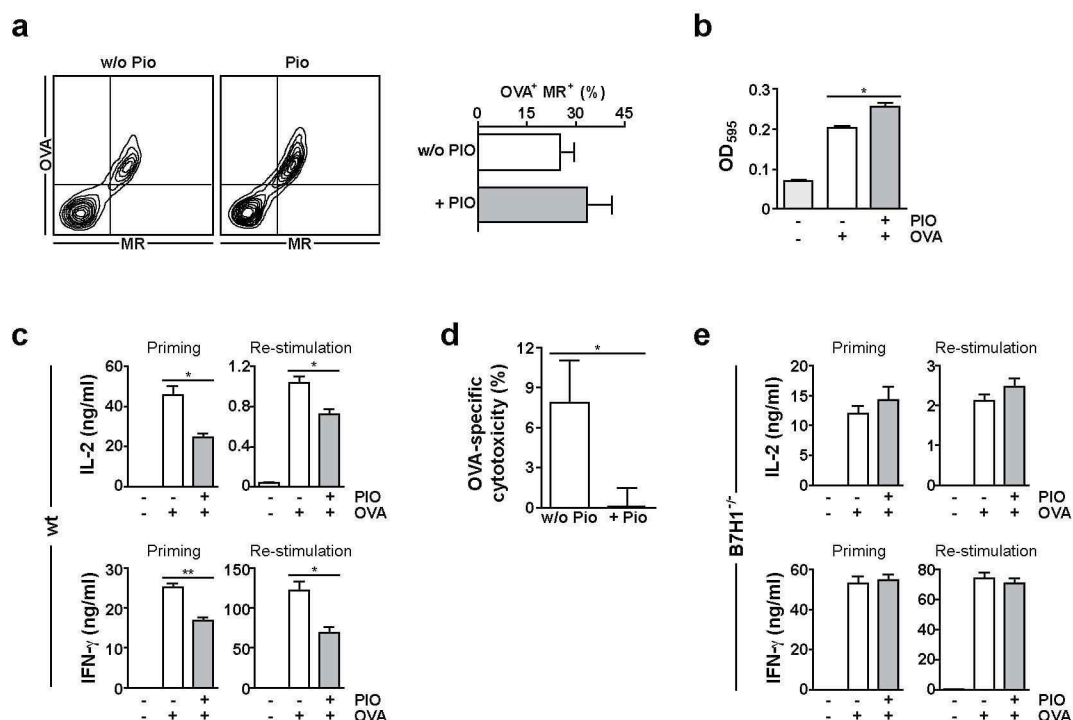 a
w/o Pio
Pio
OVA
MR
MR
OVA⁺ MR⁺ (%)
0 15 30 45
w/o PIO
+ PIO
b
OD₅₉₅
0.3
0.2
0.1
0
*
- - + PIO
- + + OVA
c
wt
Priming
IL-2 (ng/ml)
60
40
20
0
*
- - +
- + +
Re-stimulation
1.2
0.8
0.4
0
*
- - + PIO
- + + OVA
Priming
IFN-γ (ng/ml)
30
20
10
0
**
- - +
- + +
Re-stimulation
150
100
50
0
*
- - + PIO
- + + OVA
d
OVA-specific
cytotoxicity (%)
12
9
6
3
0
*
w/o Pio + Pio
e
B7H1⁻/⁻
Priming
IL-2 (ng/ml)
20
15
10
5
0
- - +
- + +
Re-stimulation
3
2
1
0
- - + PIO
- + + OVA
Priming
IFN-γ (ng/ml)
60
40
20
0
- - +
- + +
Re-stimulation
80
60
40
20
0
- - + PIO
- + + OVA